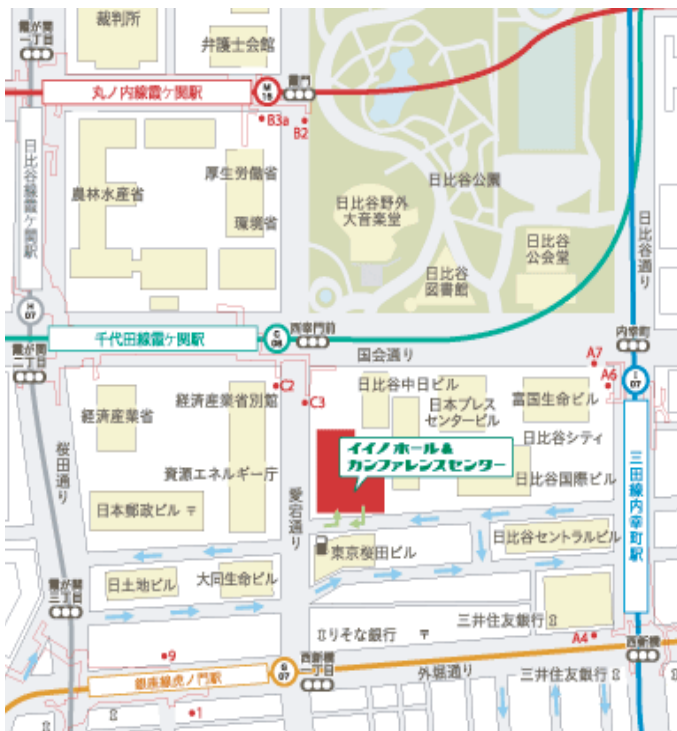 霞が関
一丁目
裁判所
弁護士会館
丸ノ内線霞ケ関駅
M
15
霞門
B3a
B2
日比谷線霞ケ関駅
農林水産省
厚生労働省
環境省
日比谷公園
日比谷野外
大音楽堂
日比谷
図書館
日比谷
公会堂
日比谷通り
H
07
霞が関
二丁目
千代田線霞ケ関駅
C
08
西幸門前
国会通り
内幸町
A7
A6
I
07
C2
C3
経済産業省
経済産業省別館
日比谷中日ビル
日本プレス
センタービル
富国生命ビル
日比谷シティ
日比谷国際ビル
イイノホール&
カンファレンスセンター
桜田通り
資源エネルギー庁
日本郵政ビル 〒
愛宕通り
三田線内幸町駅
東京桜田ビル
日比谷セントラルビル
日土地ビル
大同生命ビル
霞が関
三丁目
りそな銀行
〒
三井住友銀行
A4
西新橋
9
銀座線虎ノ門駅
G
07
西新橋
一丁目
外堀通り
三井住友銀行
1